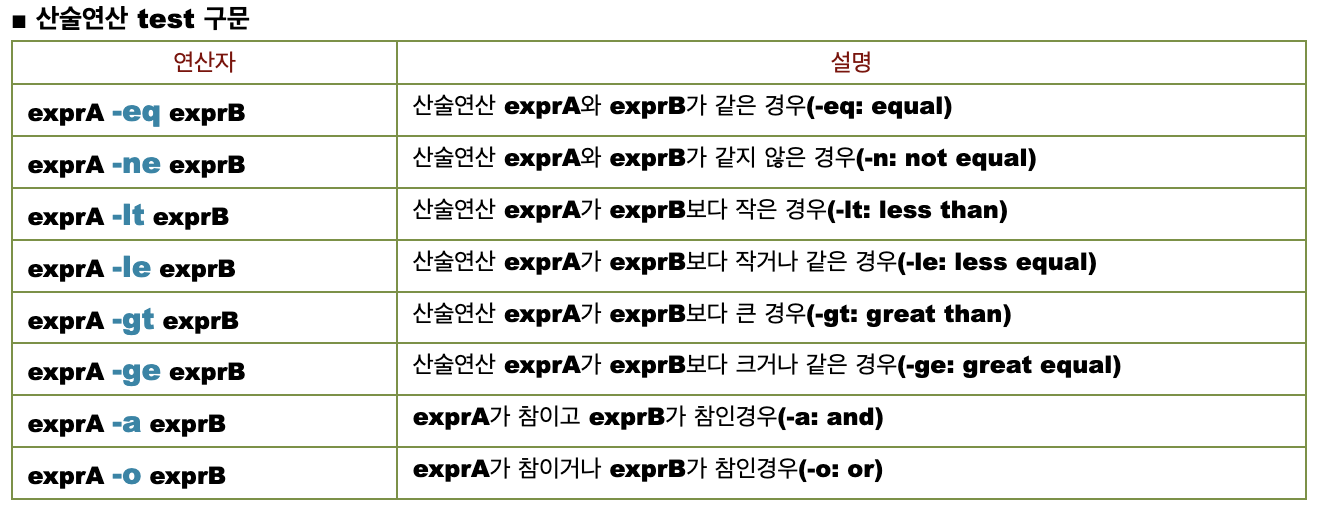 ■ 산술연산 test 구문
연산자 설명
exprA -eq exprB 산술연산 exprA와 exprB가 같은 경우(-eq: equal)
exprA -ne exprB 산술연산 exprA와 exprB가 같지 않은 경우(-n: not equal)
exprA -lt exprB 산술연산 exprA가 exprB보다 작은 경우(-lt: less than)
exprA -le exprB 산술연산 exprA가 exprB보다 작거나 같은 경우(-le: less equal)
exprA -gt exprB 산술연산 exprA가 exprB보다 큰 경우(-gt: great than)
exprA -ge exprB 산술연산 exprA가 exprB보다 크거나 같은 경우(-ge: great equal)
exprA -a exprB exprA가 참이고 exprB가 참인경우(-a: and)
exprA -o exprB exprA가 참이거나 exprB가 참인경우(-o: or)